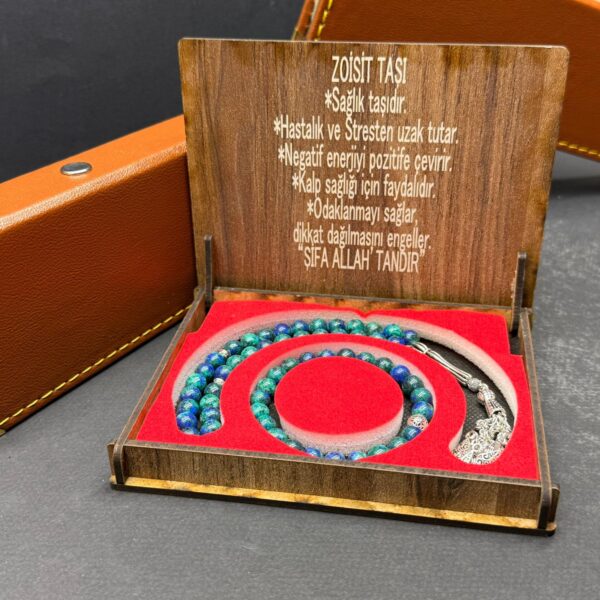 ZOİSİT TAŞI
*Sağlık taşıdır.
*Hastalık ve Stresten uzak tutar.
*Negatif enerjiyi pozitife çevirir.
*Kalp sağlığı için faydalıdır.
*Odaklanmayı sağlar,
dikkat dağılmasını engeller.
"ŞİFA ALLAH' TANDIR"